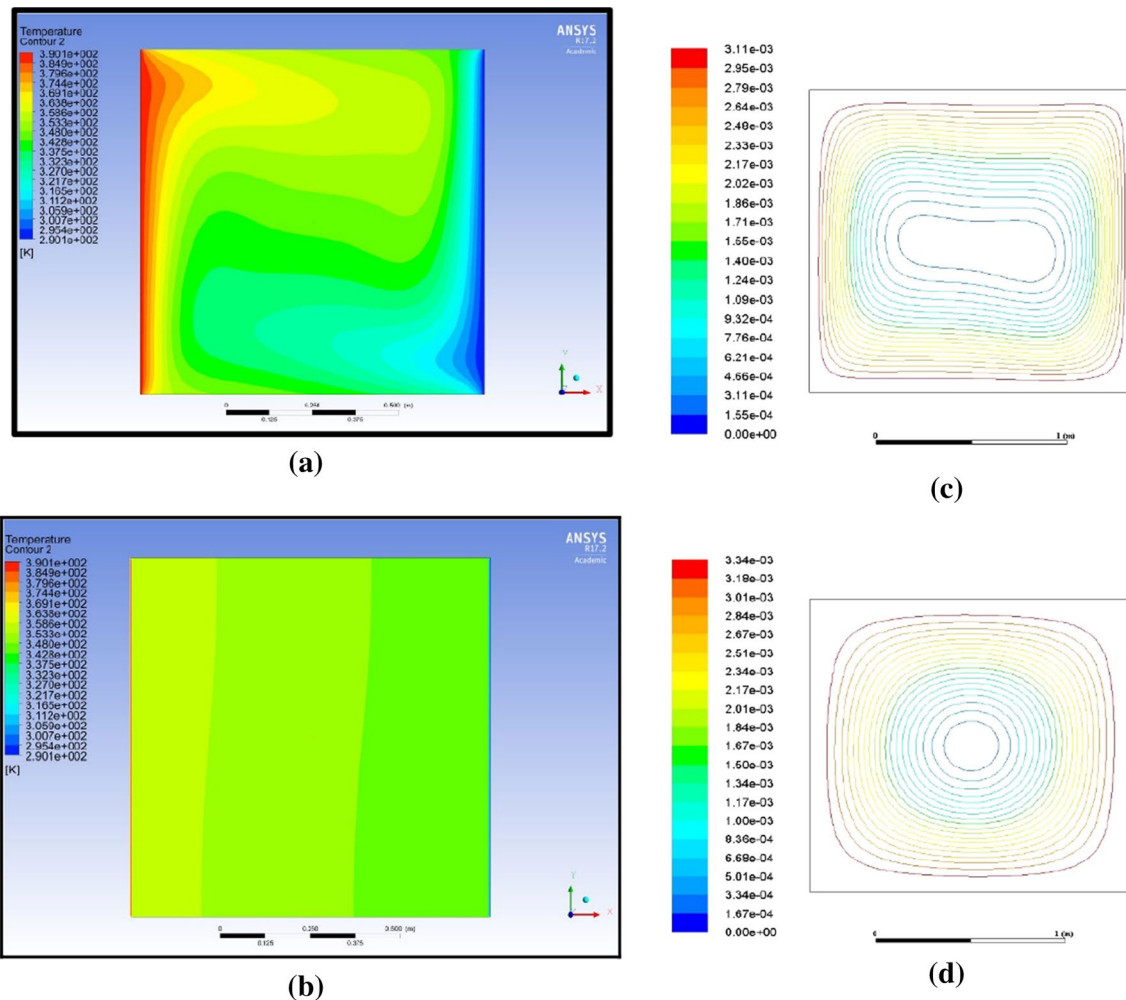 Temperature
Contour 2
3.901e+002
3.849e+002
3.796e+002
3.744e+002
3.691e+002
3.638e+002
3.586e+002
3.533e+002
3.480e+002
3.428e+002
3.375e+002
3.323e+002
3.270e+002
3.217e+002
3.165e+002
3.112e+002
3.059e+002
3.007e+002
2.954e+002
2.901e+002
[K]
ANSYS
R17.2
Academic
Y
X
0
0.250
0.500 (m)
0.125
0.375
(a)
3.11e-03
2.95e-03
2.79e-03
2.64e-03
2.48e-03
2.33e-03
2.17e-03
2.02e-03
1.86e-03
1.71e-03
1.55e-03
1.40e-03
1.24e-03
1.09e-03
9.32e-04
7.76e-04
6.21e-04
4.66e-04
3.11e-04
1.55e-04
0.00e+00
0
1 (m)
(c)
Temperature
Contour 2
3.901e+002
3.849e+002
3.796e+002
3.744e+002
3.691e+002
3.638e+002
3.586e+002
3.533e+002
3.480e+002
3.428e+002
3.375e+002
3.323e+002
3.270e+002
3.217e+002
3.165e+002
3.112e+002
3.059e+002
3.007e+002
2.954e+002
2.901e+002
[K]
ANSYS
R17.2
Academic
Y
X
0
0.250
0.500 (m)
0.125
0.375
(b)
3.34e-03
3.18e-03
3.01e-03
2.84e-03
2.67e-03
2.51e-03
2.34e-03
2.17e-03
2.01e-03
1.84e-03
1.67e-03
1.50e-03
1.34e-03
1.17e-03
1.00e-03
8.36e-04
6.68e-04
5.01e-04
3.34e-04
1.67e-04
0.00e+00
0
1 (m)
(d)